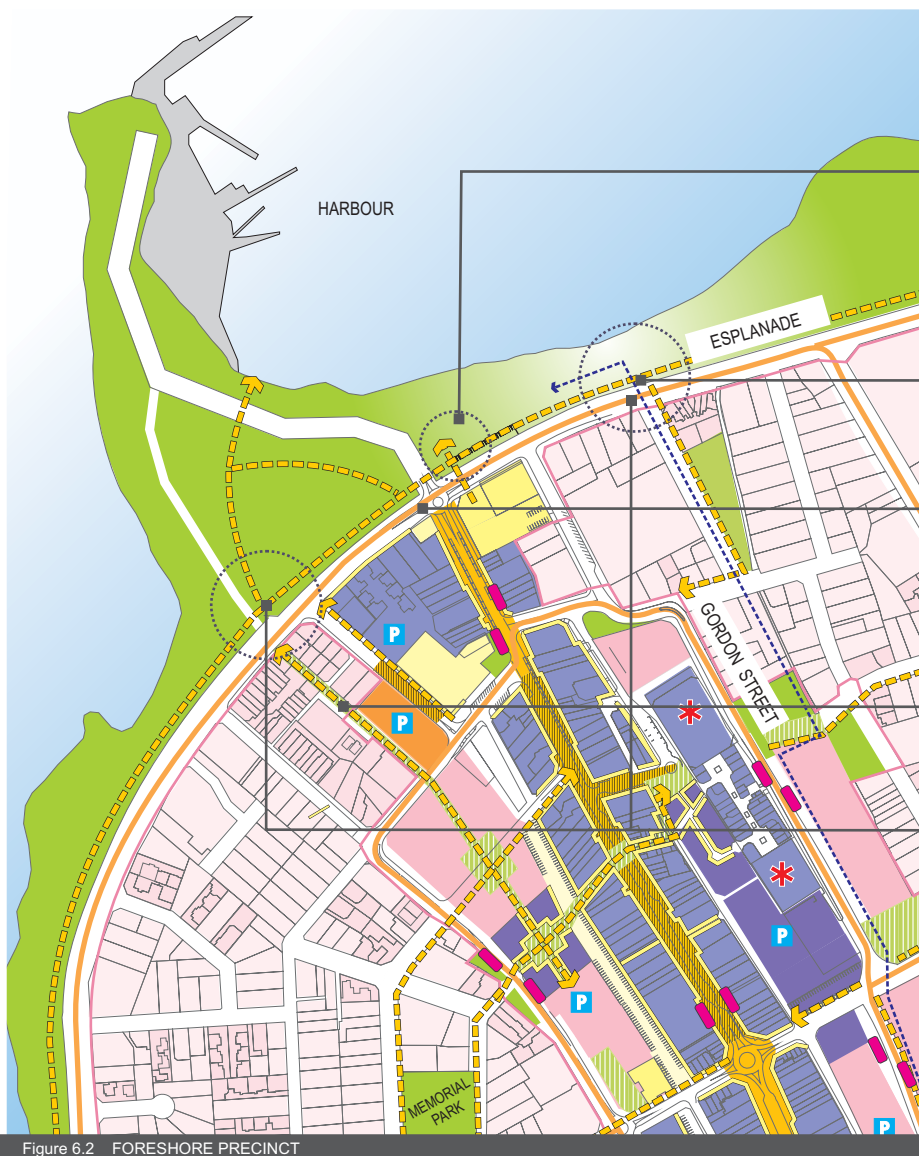 HARBOUR
ESPLANADE
GORDON STREET
P
*
P
*
P
P
MEMORIAL
PARK
P
Figure 6.2 FORESHORE PRECINCT